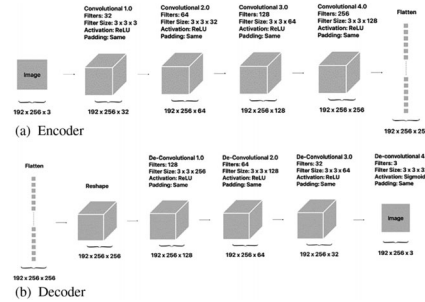 Convolutional 1.0
Filters: 32
Filter Size: 3 x 3 x 3
Activation: ReLU
Padding: Same
Convolutional 2.0
Filters: 64
Filter Size: 3 x 3 x 32
Activation: ReLU
Padding: Same
Convolutional 3.0
Filters: 128
Filter Size: 3 x 3 x 64
Activation: ReLU
Padding: Same
Convolutional 4.0
Filters: 256
Filter Size: 3 x 3 x 128
Activation: ReLU
Padding: Same
Flatten
Image
192 x 256 x 3
192 x 256 x 32
192 x 256 x 64
192 x 256 x 128
192 x 256 x 256
192 x 256 x 25
(a) Encoder
Flatten
Reshape
De-Convolutional 1.0
Filters: 128
Filter Size: 3 x 3 x 256
Activation: ReLU
Padding: Same
De-Convolutional 2.0
Filters: 64
Filter Size: 3 x 3 x 128
Activation: ReLU
Padding: Same
De-Convolutional 3.0
Filters: 32
Filter Size: 3 x 3 x 64
Activation: ReLU
Padding: Same
De-convolutional 4.
Filters: 3
Filter Size: 3 x 3 x 3
Activation: Sigmoid
Padding: Same
Image
192 x 256 x 256
192 x 256 x 256
192 x 256 x 128
192 x 256 x 64
192 x 256 x 32
192 x 256 x 3
(b) Decoder